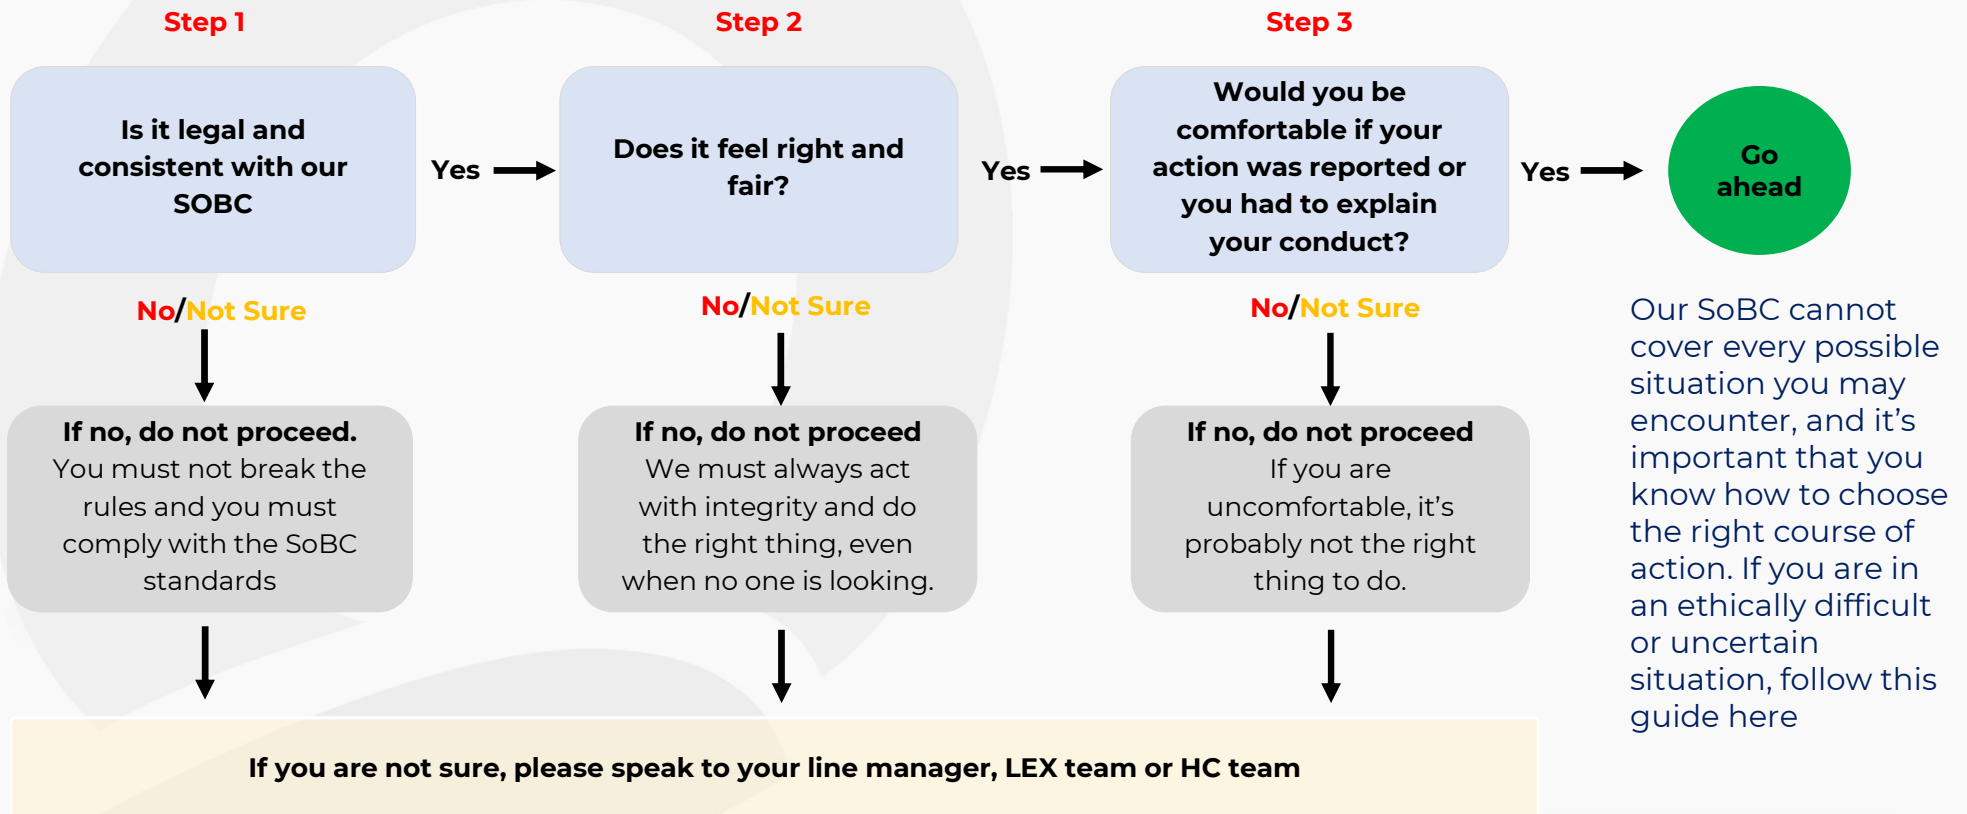 Step 1
Is it legal and
consistent with our
SOBC
Yes
No/Not Sure
If no, do not proceed.
You must not break the
rules and you must
comply with the SoBC
standards
Step 2
Does it feel right and
fair?
Yes
No/Not Sure
If no, do not proceed
We must always act
with integrity and do
the right thing, even
when no one is looking.
Step 3
Would you be
comfortable if your
action was reported or
you had to explain
your conduct?
Yes
No/Not Sure
If no, do not proceed
If you are
uncomfortable, it’s
probably not the right
thing to do.
Go
ahead
Our SoBC cannot
cover every possible
situation you may
encounter, and it’s
important that you
know how to choose
the right course of
action. If you are in
an ethically difficult
or uncertain
situation, follow this
guide here
If you are not sure, please speak to your line manager, LEX team or HC team